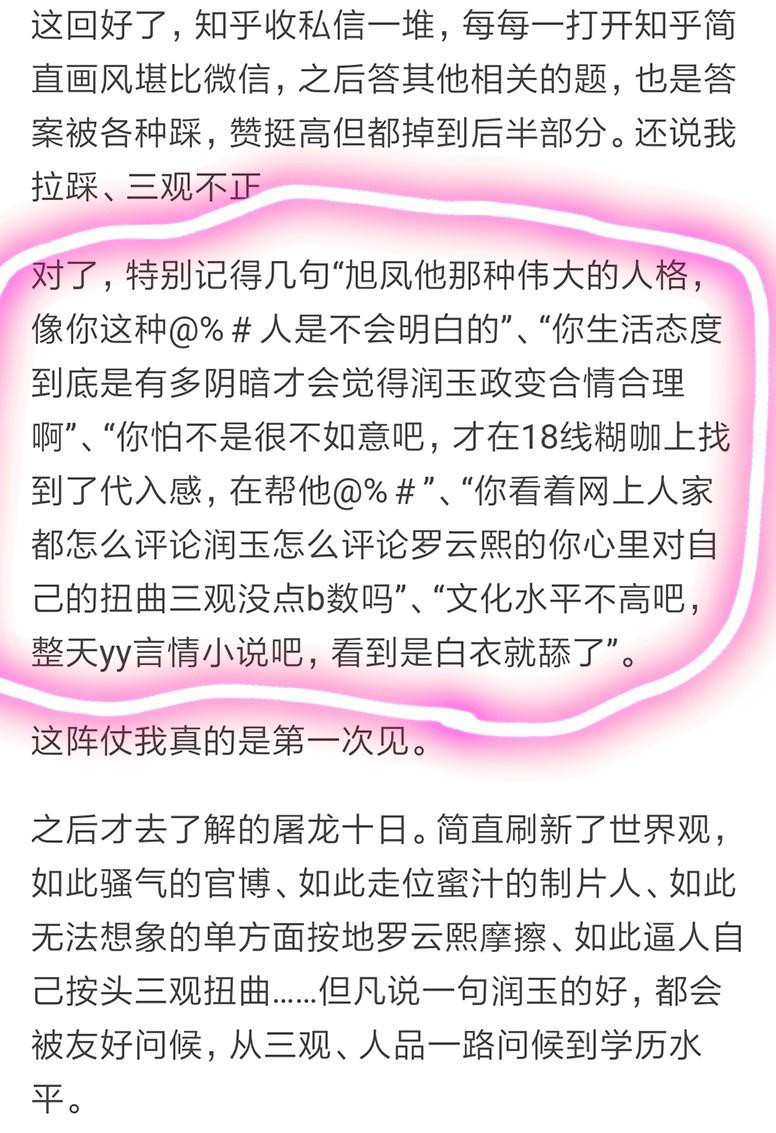 这回好了，知乎收私信一堆，每每一打开知乎简
直画风堪比微信，之后答其他相关的题，也是答
案被各种踩，赞挺高但都掉到后半部分。还说我
拉踩、三观不正
对了，特别记得几句“旭凤他那种伟大的人格，
像你这种@%＃人是不会明白的”、“你生活态度
到底是有多阴暗才会觉得润玉政变合情合理
啊”、“你怕不是很不如意吧，才在18线糊咖上找
到了代入感，在帮他@%＃”、“你看着网上人家
都怎么评论润玉怎么评论罗云熙的你心里对自
己的扭曲三观没点b数吗”、“文化水平不高吧，
整天yy言情小说吧，看到是白衣就舔了”。
这阵仗我真的是第一次见。
之后才去了解的屠龙十日。简直刷新了世界观，
如此骚气的官博、如此走位蜜汁的制片人、如此
无法想象的单方面按地罗云熙摩擦、如此逼人自
己按头三观扭曲……但凡说一句润玉的好，都会
被友好问候，从三观、人品一路问候到学历水
平。